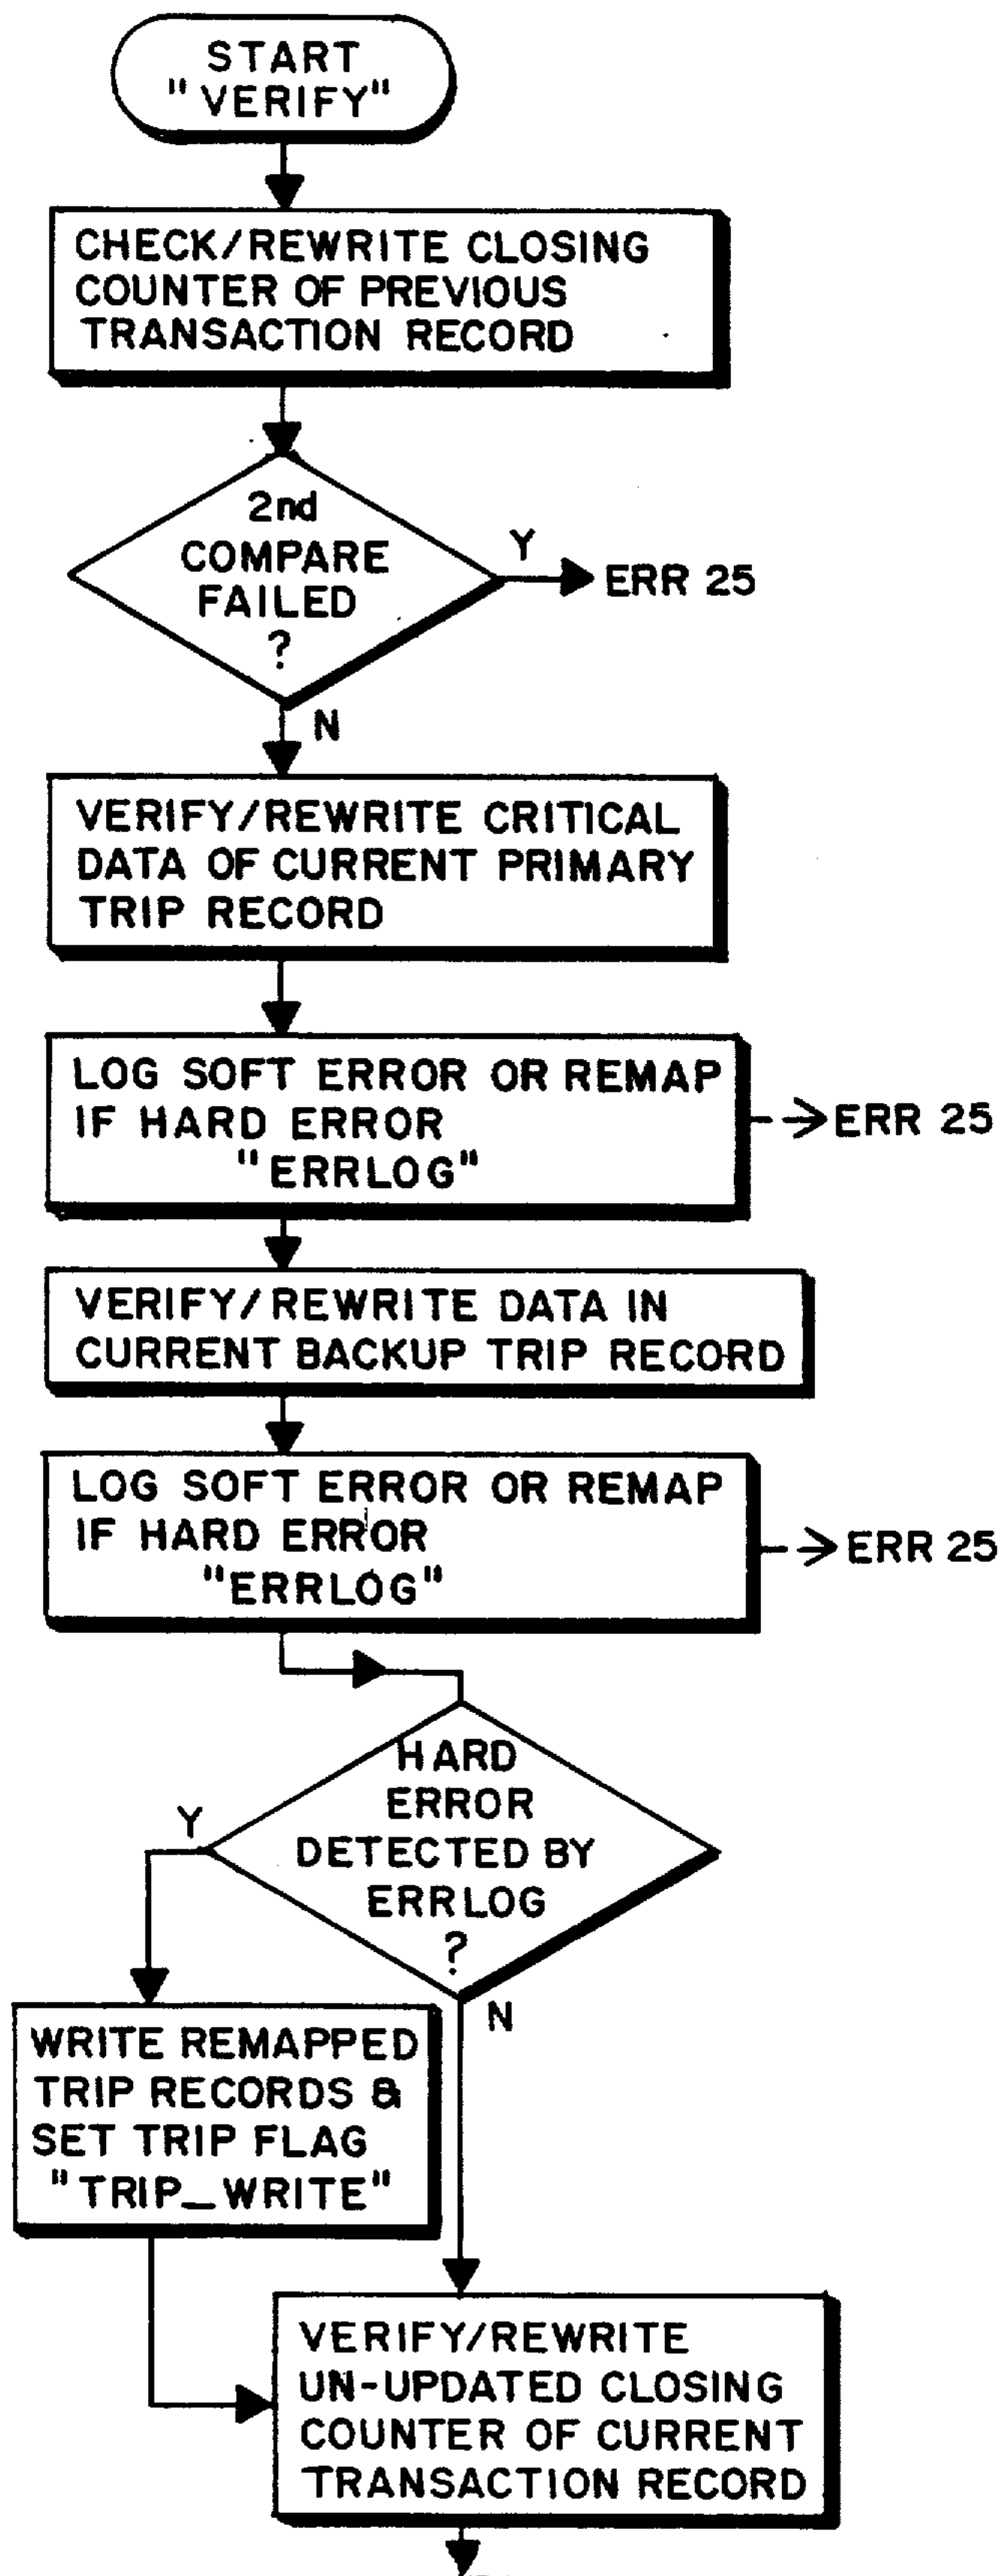 START
"VERIFY"
CHECK/REWRITE CLOSING
COUNTER OF PREVIOUS
TRANSACTION RECORD
2nd
COMPARE
FAILED
?
Y
ERR 25
N
VERIFY/REWRITE CRITICAL
DATA OF CURRENT PRIMARY
TRIP RECORD
LOG SOFT ERROR OR REMAP
IF HARD ERROR
"ERRLOG"
ERR 25
VERIFY/REWRITE DATA IN
CURRENT BACKUP TRIP RECORD
LOG SOFT ERROR OR REMAP
IF HARD ERROR
"ERRLOG"
ERR 25
HARD
ERROR
DETECTED BY
ERRLOG
?
Y
N
WRITE REMAPPED
TRIP RECORDS &
SET TRIP FLAG
"TRIP_WRITE"
VERIFY/REWRITE
UN-UPDATED CLOSING
COUNTER OF CURRENT
TRANSACTION RECORD